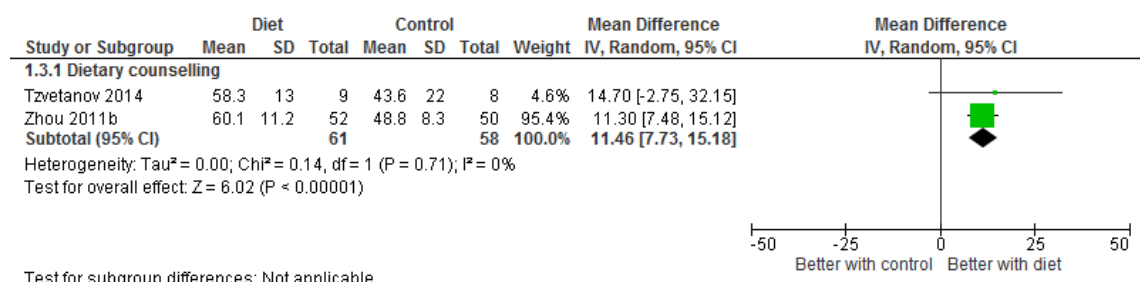 Diet Control Mean Difference Mean Difference
Study or Subgroup Mean SD Total Mean SD Total Weight IV, Random, 95% CI IV, Random, 95% CI
1.3.1 Dietary counselling
Tzvetanov 2014 58.3 13 9 43.6 22 8 4.6% 14.70 [-2.75, 32.15]
Zhou 2011b 60.1 11.2 52 48.8 8.3 50 95.4% 11.30 [7.48, 15.12]
Subtotal (95% CI) 61 58 100.0% 11.46 [7.73, 15.18]
Heterogeneity: Tau² = 0.00; Chi² = 0.14, df = 1 (P = 0.71); I² = 0%
Test for overall effect: Z = 6.02 (P < 0.00001)
-50 -25 0 25 50
Better with control Better with diet
Test for subgroup differences: Not applicable